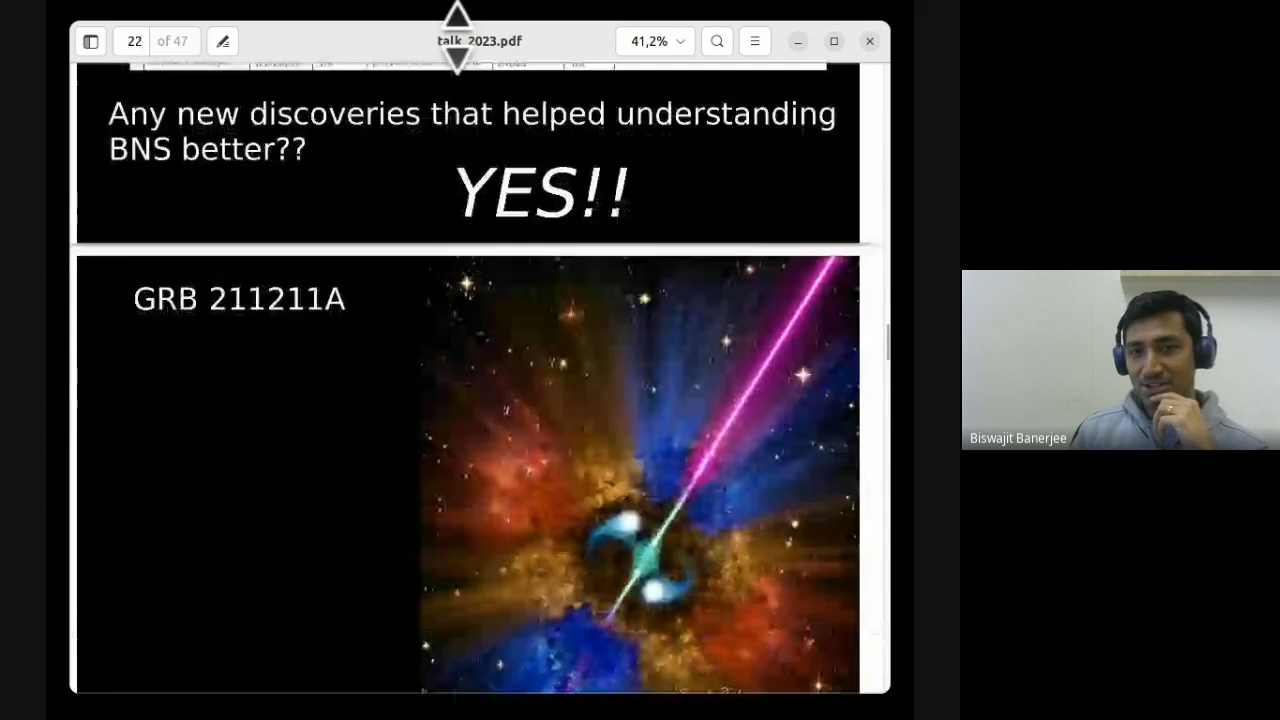 22 of 47
talk_2023.pdf
41,2%
Any new discoveries that helped understanding
BNS better??
YES!!
GRB 211211A
Biswajit Banerjee